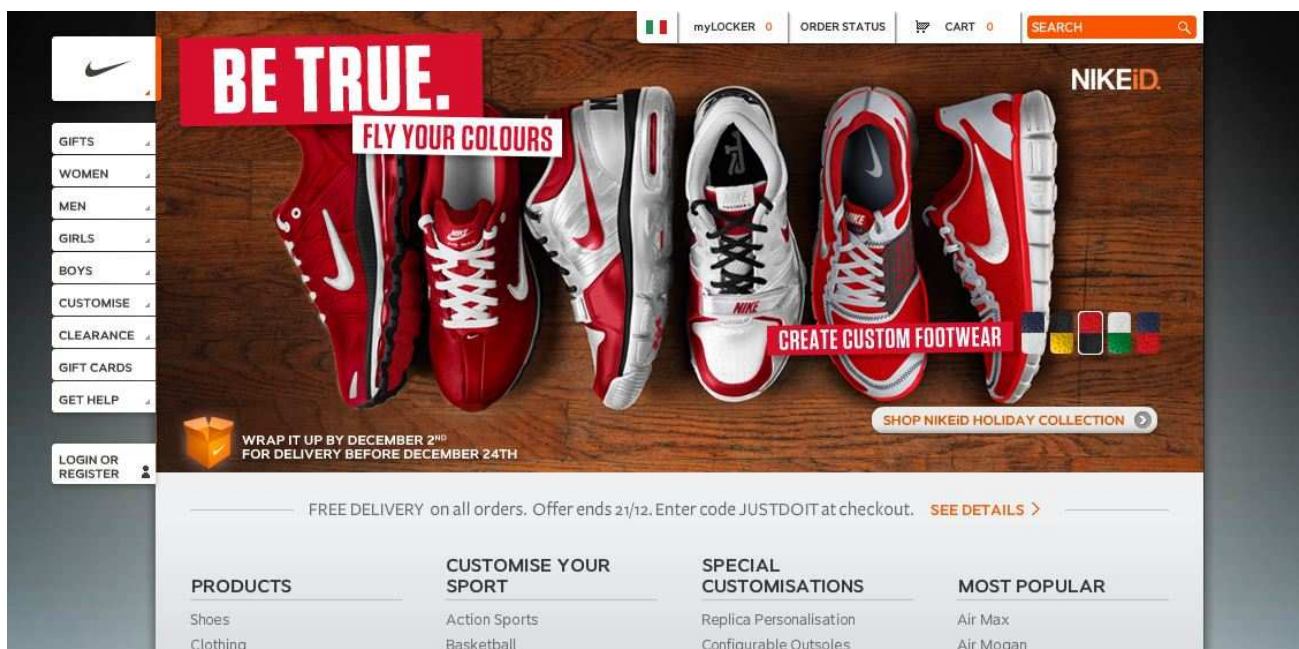 myLOCKER 0 ORDER STATUS CART 0 SEARCH
BE TRUE.
FLY YOUR COLOURS
NIKEiD.
GIFTS
WOMEN
MEN
GIRLS
BOYS
CUSTOMISE
CLEARANCE
GIFT CARDS
GET HELP
LOGIN OR
REGISTER
NIKE
NIKE
NIKE
CREATE CUSTOM FOOTWEAR
SHOP NIKEiD HOLIDAY COLLECTION
WRAP IT UP BY DECEMBER 2ND
FOR DELIVERY BEFORE DECEMBER 24TH
FREE DELIVERY on all orders. Offer ends 21/12. Enter code JUSTDOIT at checkout. SEE DETAILS >
PRODUCTS
Shoes
Clothing
CUSTOMISE YOUR
SPORT
Action Sports
Basketball
SPECIAL
CUSTOMISATIONS
Replica Personalisation
Configurable Outsoles
MOST POPULAR
Air Max
Air Mogan